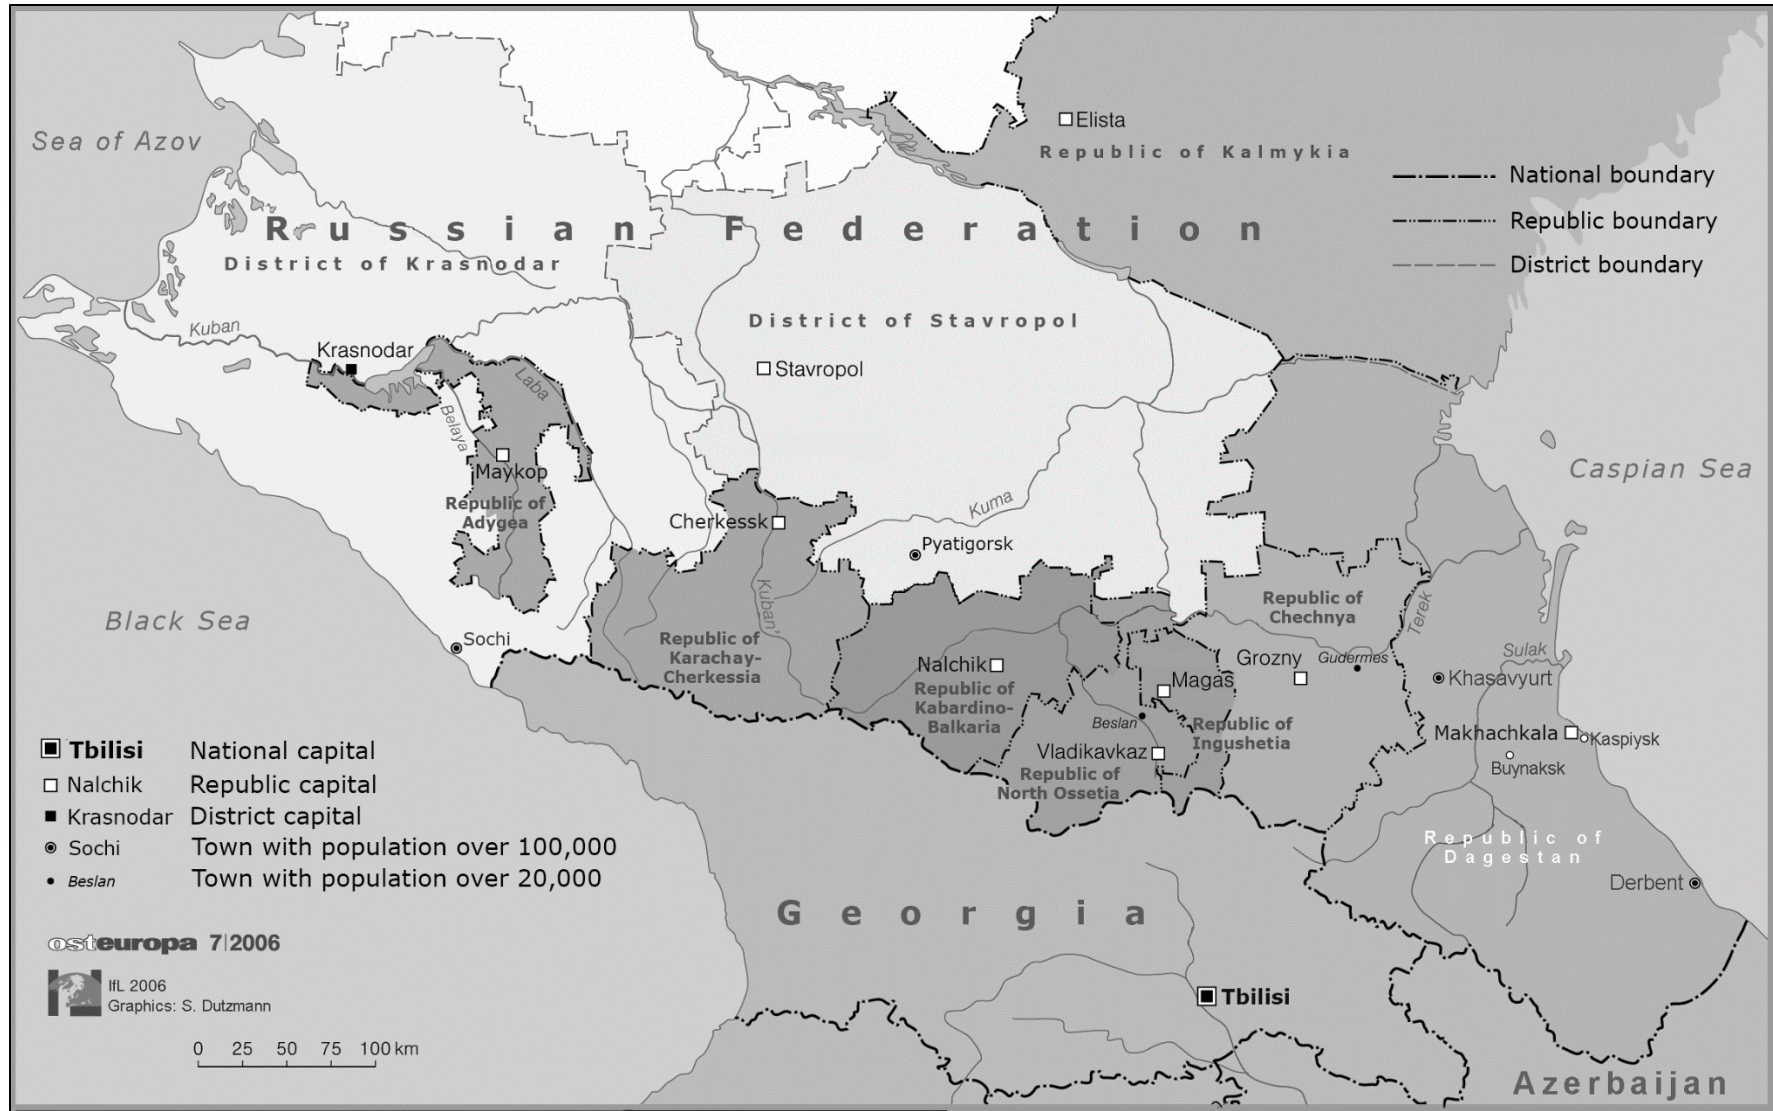 Sea of Azov
Elista
Republic of Kalmykia
National boundary
Republic boundary
District boundary
Russian Federation
District of Krasnodar
District of Stavropol
Kuban
Krasnodar
Laba
Stavropol
Belaya
Maykop
Republic of
Adygea
Caspian Sea
Kuma
Cherkessk
Pyatigorsk
Kuban'
Black Sea
Sochi
Republic of
Karachay-
Cherkessia
Republic of
Chechnya
Terek
Sulak
Nalchik
Republic of
Kabardino-
Balkaria
Magas
Grozny
Gudermes
Khasavyurt
Beslan
Republic of
Ingushetia
Vladikavkaz
Republic of
North Ossetia
Makhachkala
Kaspiysk
Buynaksk
Republic of
Dagestan
Derbent
Georgia
Tbilisi
Azerbaijan
Tbilisi National capital
Nalchik Republic capital
Krasnodar District capital
Sochi Town with population over 100,000
Beslan Town with population over 20,000
osteuropa 7|2006
IfL 2006
Graphics: S. Dutzmann
0 25 50 75 100 km